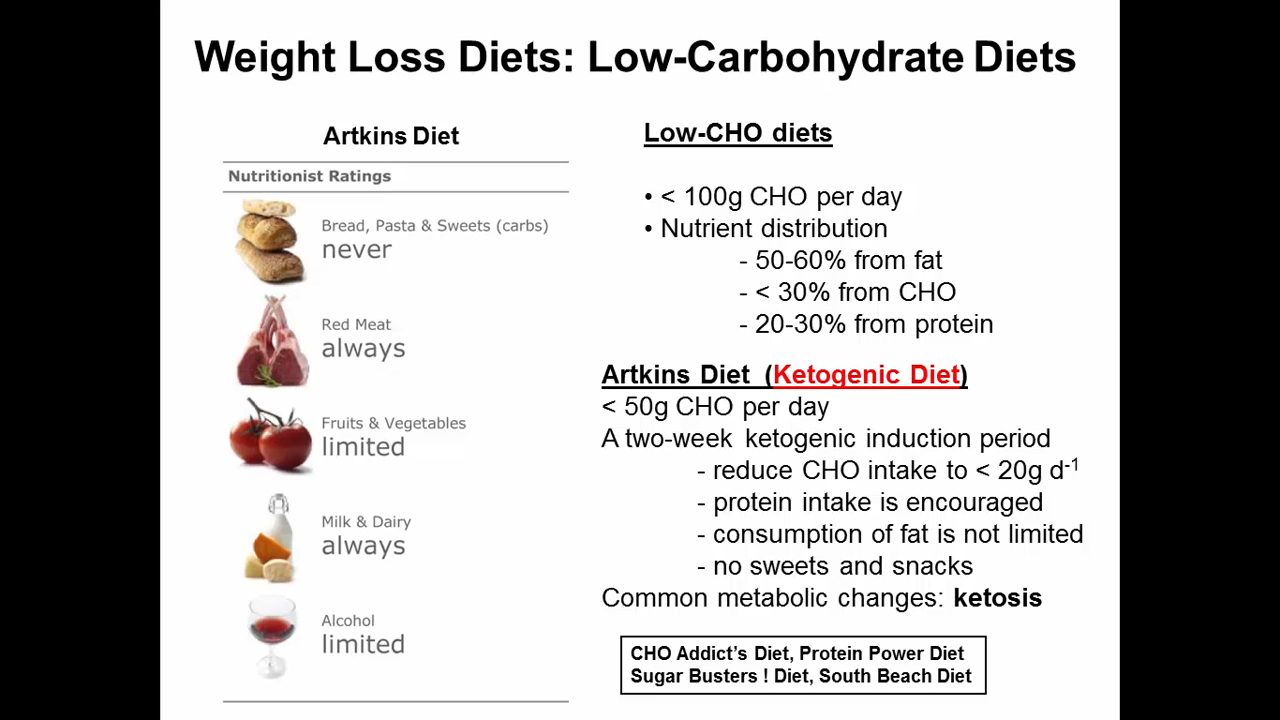 Weight Loss Diets: Low-Carbohydrate Diets
Artkins Diet
Nutritionist Ratings
Bread, Pasta & Sweets (carbs)
never
Red Meat
always
Fruits & Vegetables
limited
Milk & Dairy
always
Alcohol
limited
Low-CHO diets
• < 100g CHO per day
• Nutrient distribution
- 50-60% from fat
- < 30% from CHO
- 20-30% from protein
Artkins Diet (Ketogenic Diet)
< 50g CHO per day
A two-week ketogenic induction period
- reduce CHO intake to < 20g d⁻¹
- protein intake is encouraged
- consumption of fat is not limited
- no sweets and snacks
Common metabolic changes: ketosis
CHO Addict's Diet, Protein Power Diet
Sugar Busters ! Diet, South Beach Diet